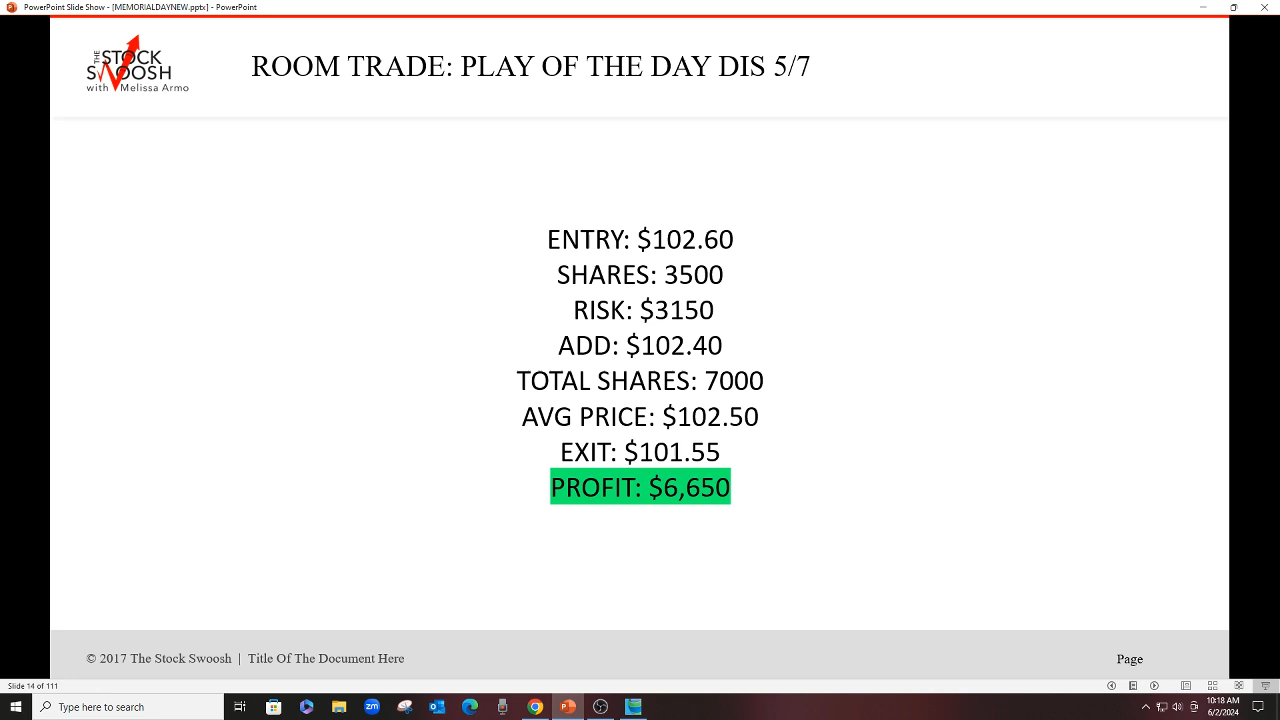 PowerPoint Slide Show - [MEMORIALDAYNEW.pptx] - PowerPoint
THE STOCK SWOOSH
with Melissa Armo
ROOM TRADE: PLAY OF THE DAY DIS 5/7
ENTRY: $102.60
SHARES: 3500
RISK: $3150
ADD: $102.40
TOTAL SHARES: 7000
AVG PRICE: $102.50
EXIT: $101.55
PROFIT: $6,650
© 2017 The Stock Swoosh | Title Of The Document Here
Page
Slide 14 of 111
Type here to search
zm
10:18 AM
6/2/2024